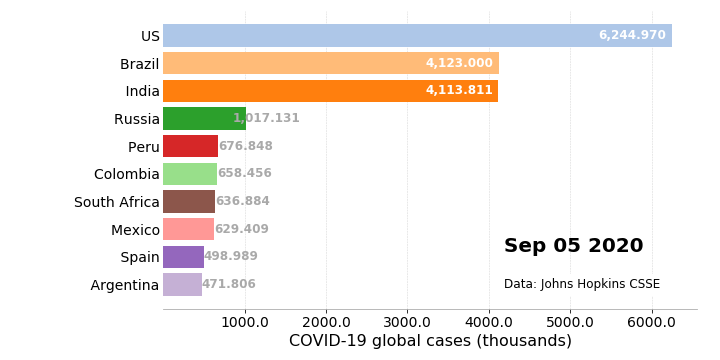 US 6,244.970
Brazil 4,123.000
India 4,113.811
Russia 1,017.131
Peru 676.848
Colombia 658.456
South Africa 636.884
Mexico 629.409
Spain 498.989
Argentina 471.806
Sep 05 2020
Data: Johns Hopkins CSSE
1000.0 2000.0 3000.0 4000.0 5000.0 6000.0
COVID-19 global cases (thousands)